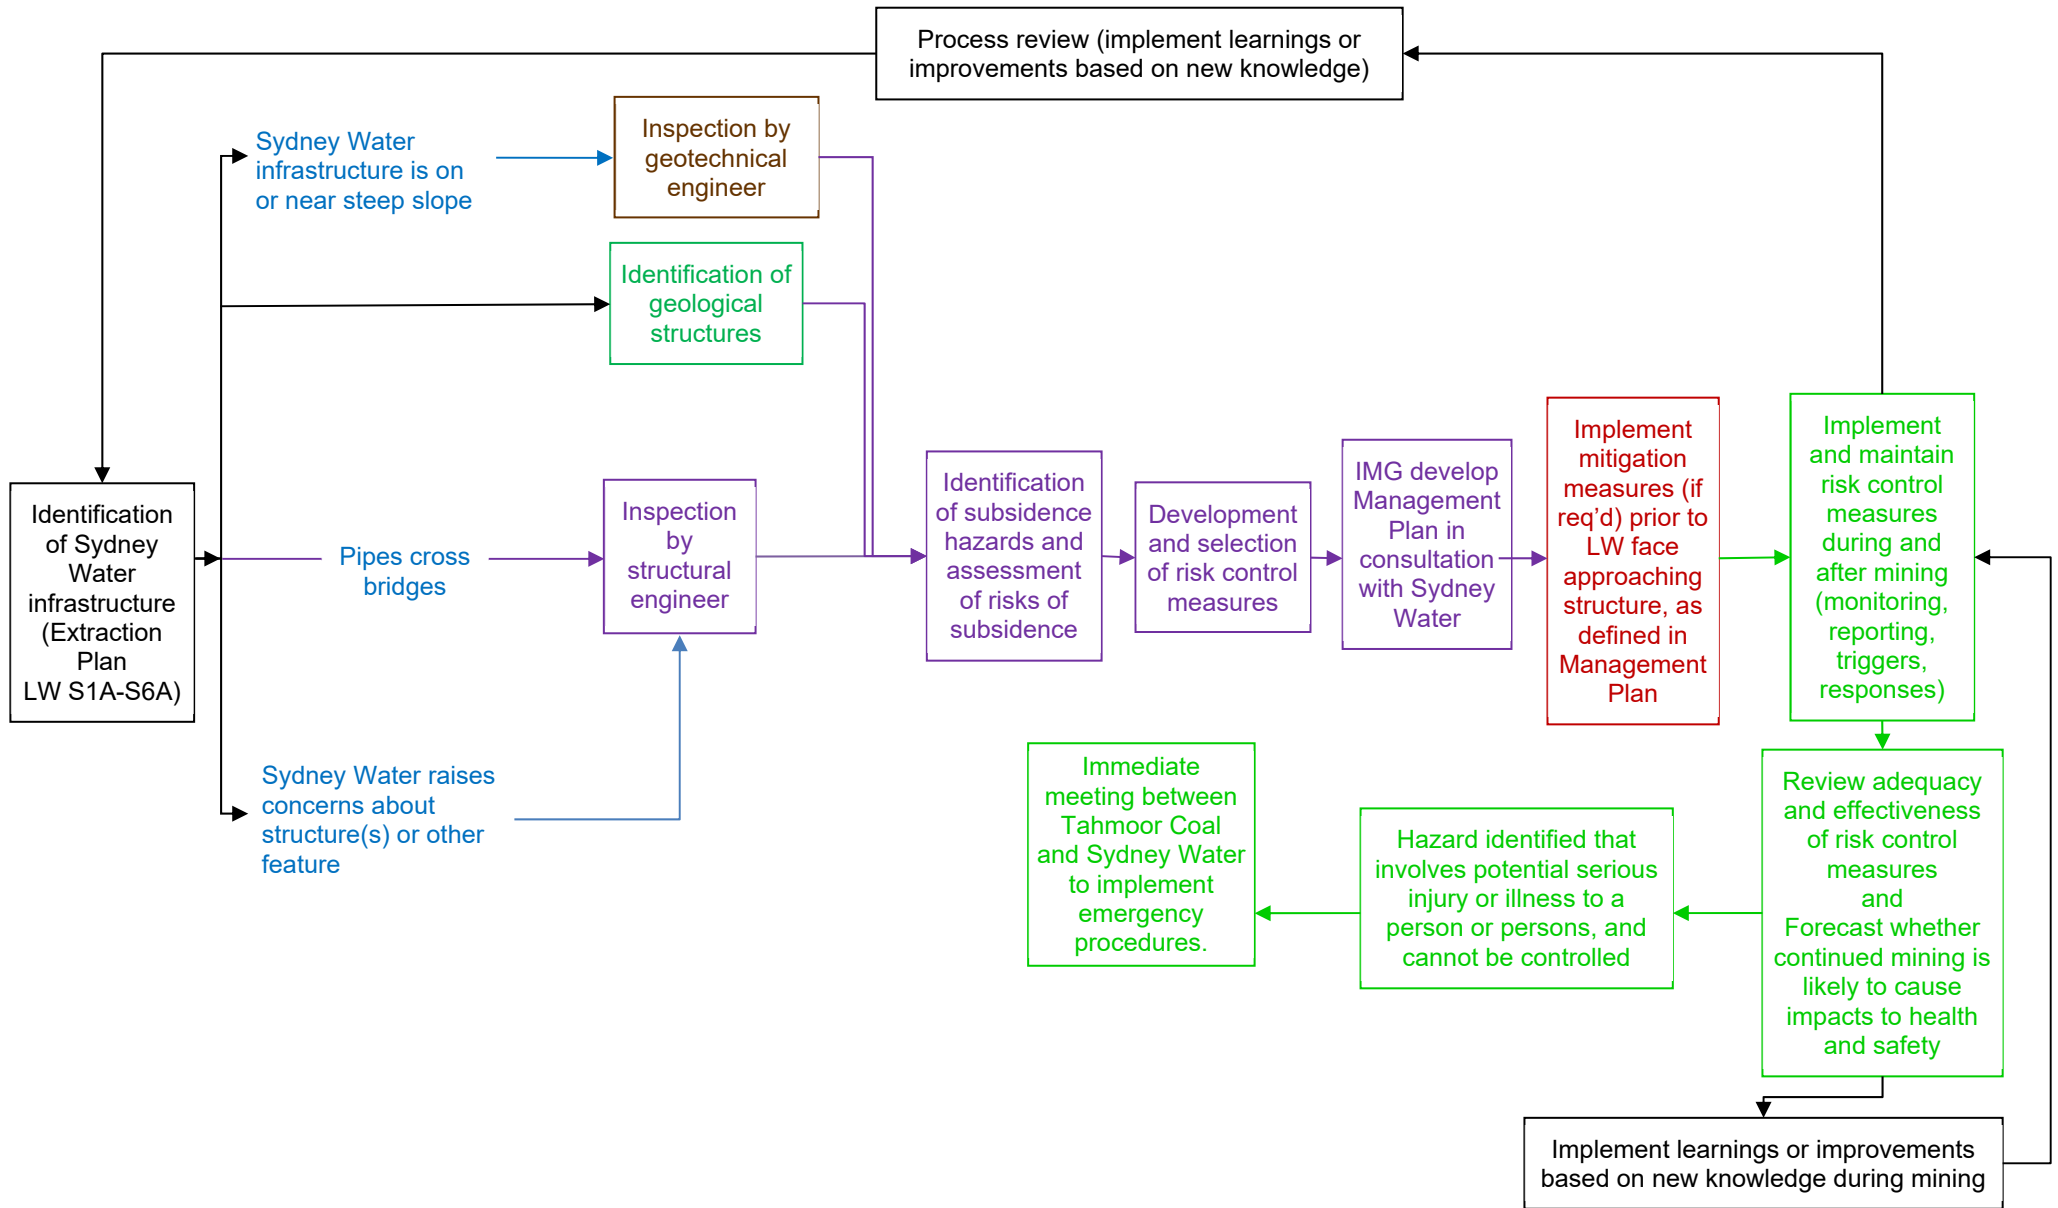 Process review (implement learnings or
improvements based on new knowledge)
Sydney Water
infrastructure is on
or near steep slope
Inspection by
geotechnical
engineer
Identification of
geological
structures
Identification
of Sydney
Water
infrastructure
(Extraction
Plan
LW S1A-S6A)
Pipes cross
bridges
Inspection
by
structural
engineer
Sydney Water raises
concerns about
structure(s) or other
feature
Identification
of subsidence
hazards and
assessment
of risks of
subsidence
Development
and selection
of risk control
measures
IMG develop
Management
Plan in
consultation
with Sydney
Water
Implement
mitigation
measures (if
req’d) prior to
LW face
approaching
structure, as
defined in
Management
Plan
Implement
and maintain
risk control
measures
during and
after mining
(monitoring,
reporting,
triggers,
responses)
Review adequacy
and effectiveness
of risk control
measures
and
Forecast whether
continued mining is
likely to cause
impacts to health
and safety
Hazard identified that
involves potential serious
injury or illness to a
person or persons, and
cannot be controlled
Immediate
meeting between
Tahmoor Coal
and Sydney Water
to implement
emergency
procedures.
Implement learnings or improvements
based on new knowledge during mining